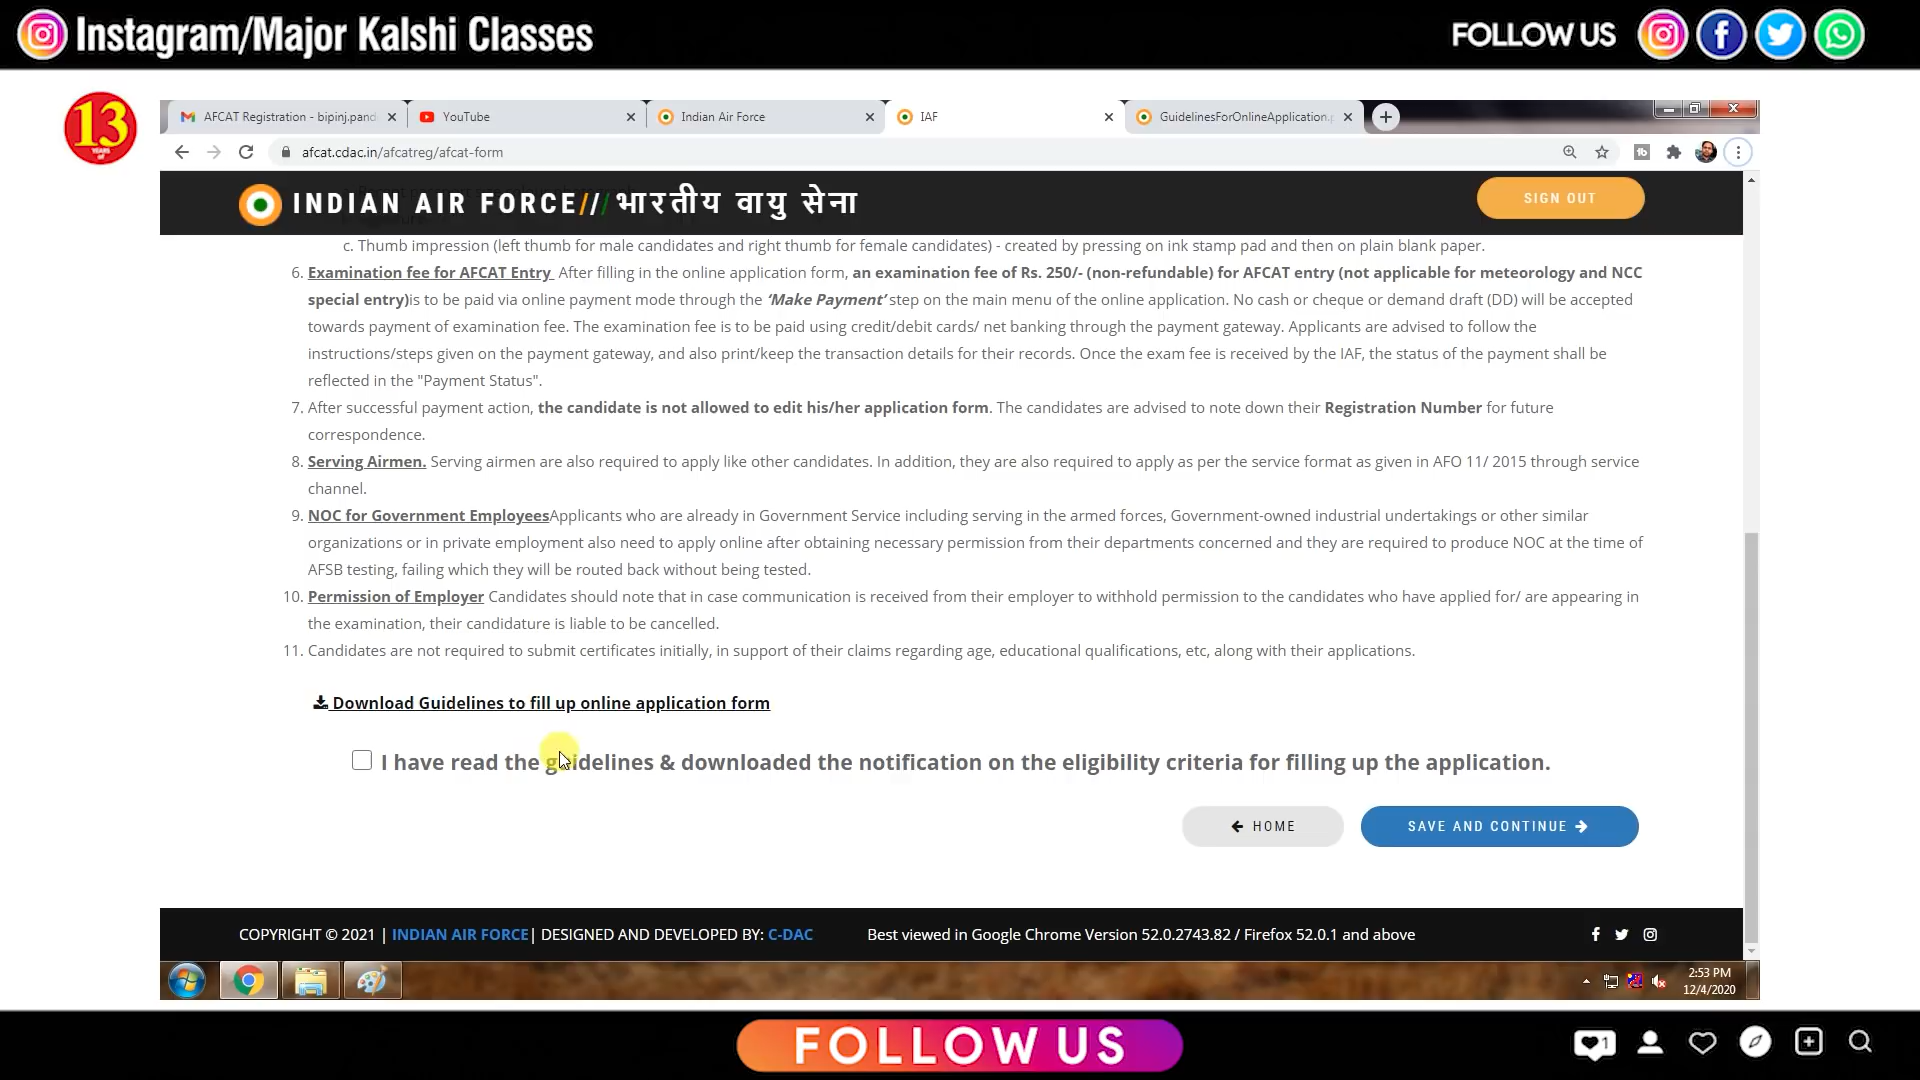 Instagram/Major Kalshi Classes
FOLLOW US
13
YEARS
AFCAT Registration - bipinj.pand
YouTube
Indian Air Force
IAF
GuidelinesForOnlineApplication.p
afcat.cdac.in/afcatreg/afcat-form
INDIAN AIR FORCE///भारतीय वायु सेना
SIGN OUT
c. Thumb impression (left thumb for male candidates and right thumb for female candidates) - created by pressing on ink stamp pad and then on plain blank paper.
6. Examination fee for AFCAT Entry After filling in the online application form, an examination fee of Rs. 250/- (non-refundable) for AFCAT entry (not applicable for meteorology and NCC
special entry)is to be paid via online payment mode through the 'Make Payment' step on the main menu of the online application. No cash or cheque or demand draft (DD) will be accepted
towards payment of examination fee. The examination fee is to be paid using credit/debit cards/ net banking through the payment gateway. Applicants are advised to follow the
instructions/steps given on the payment gateway, and also print/keep the transaction details for their records. Once the exam fee is received by the IAF, the status of the payment shall be
reflected in the "Payment Status".
7. After successful payment action, the candidate is not allowed to edit his/her application form. The candidates are advised to note down their Registration Number for future
correspondence.
8. Serving Airmen. Serving airmen are also required to apply like other candidates. In addition, they are also required to apply as per the service format as given in AFO 11/ 2015 through service
channel.
9. NOC for Government EmployeesApplicants who are already in Government Service including serving in the armed forces, Government-owned industrial undertakings or other similar
organizations or in private employment also need to apply online after obtaining necessary permission from their departments concerned and they are required to produce NOC at the time of
AFSB testing, failing which they will be routed back without being tested.
10. Permission of Employer Candidates should note that in case communication is received from their employer to withhold permission to the candidates who have applied for/ are appearing in
the examination, their candidature is liable to be cancelled.
11. Candidates are not required to submit certificates initially, in support of their claims regarding age, educational qualifications, etc, along with their applications.
Download Guidelines to fill up online application form
I have read the guidelines & downloaded the notification on the eligibility criteria for filling up the application.
HOME
SAVE AND CONTINUE
COPYRIGHT © 2021 | INDIAN AIR FORCE| DESIGNED AND DEVELOPED BY: C-DAC
Best viewed in Google Chrome Version 52.0.2743.82 / Firefox 52.0.1 and above
2:53 PM
12/4/2020
FOLLOW US
1